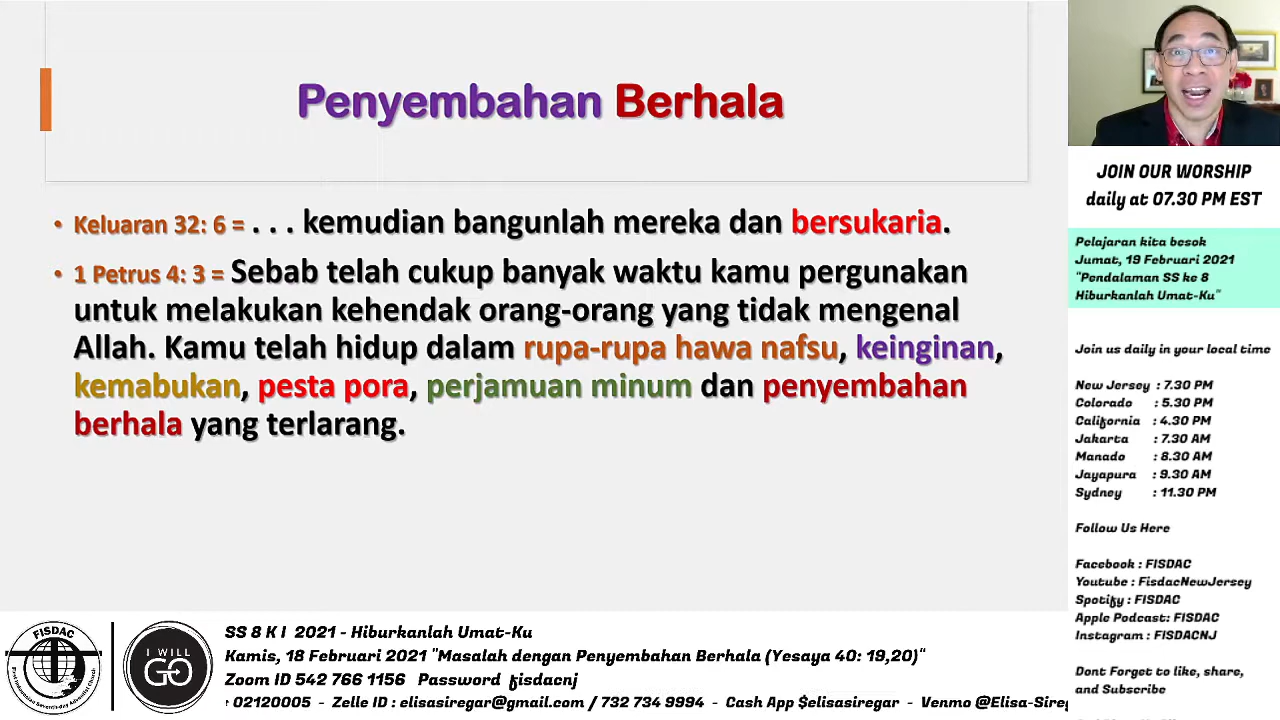 Penyembahan Berhala
• Keluaran 32: 6 = . . . kemudian bangunlah mereka dan bersukaria.
• 1 Petrus 4: 3 = Sebab telah cukup banyak waktu kamu pergunakan
untuk melakukan kehendak orang-orang yang tidak mengenal
Allah. Kamu telah hidup dalam rupa-rupa hawa nafsu, keinginan,
kemabukan, pesta pora, perjamuan minum dan penyembahan
berhala yang terlarang.
JOIN OUR WORSHIP
daily at 07.30 PM EST
Pelajaran kita besok
Jumat, 19 Februari 2021
"Pendalaman SS ke 8
Hiburkanlah Umat-Ku"
Join us daily in your local time
New Jersey : 7.30 PM
Colorado : 5.30 PM
California : 4.30 PM
Jakarta : 7.30 AM
Manado : 8.30 AM
Jayapura : 9.30 AM
Sydney : 11.30 PM
Follow Us Here
Facebook : FISDAC
Youtube : FisdacNewJersey
Spotify : FISDAC
Apple Podcast: FISDAC
Instagram : FISDACNJ
Dont Forget to like, share,
and Subscribe
FISDAC
I WILL
GO
SS 8 K I 2021 - Hiburkanlah Umat-Ku
Kamis, 18 Februari 2021 "Masalah dengan Penyembahan Berhala (Yesaya 40: 19,20)"
Zoom ID 542 766 1156 Password fisdacnj
: 02120005 - Zelle ID : elisasiregar@gmail.com / 732 734 9994 - Cash App $elisasiregar - Venmo @Elisa-Sire